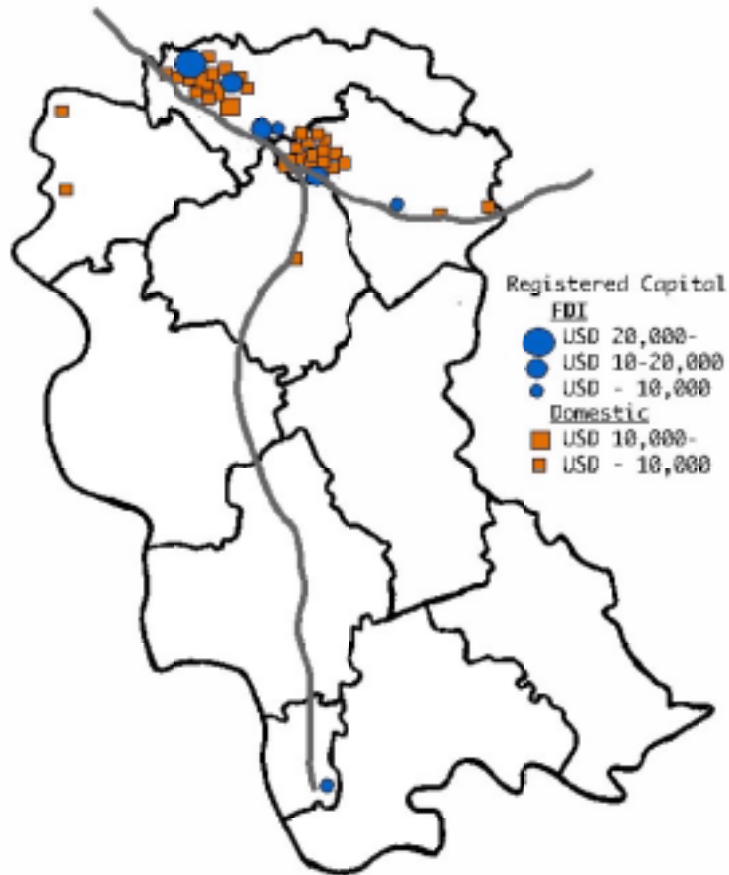 Registered Capital
FDI
USD 20,000-
USD 10-20,000
USD - 10,000
Domestic
USD 10,000-
USD - 10,000